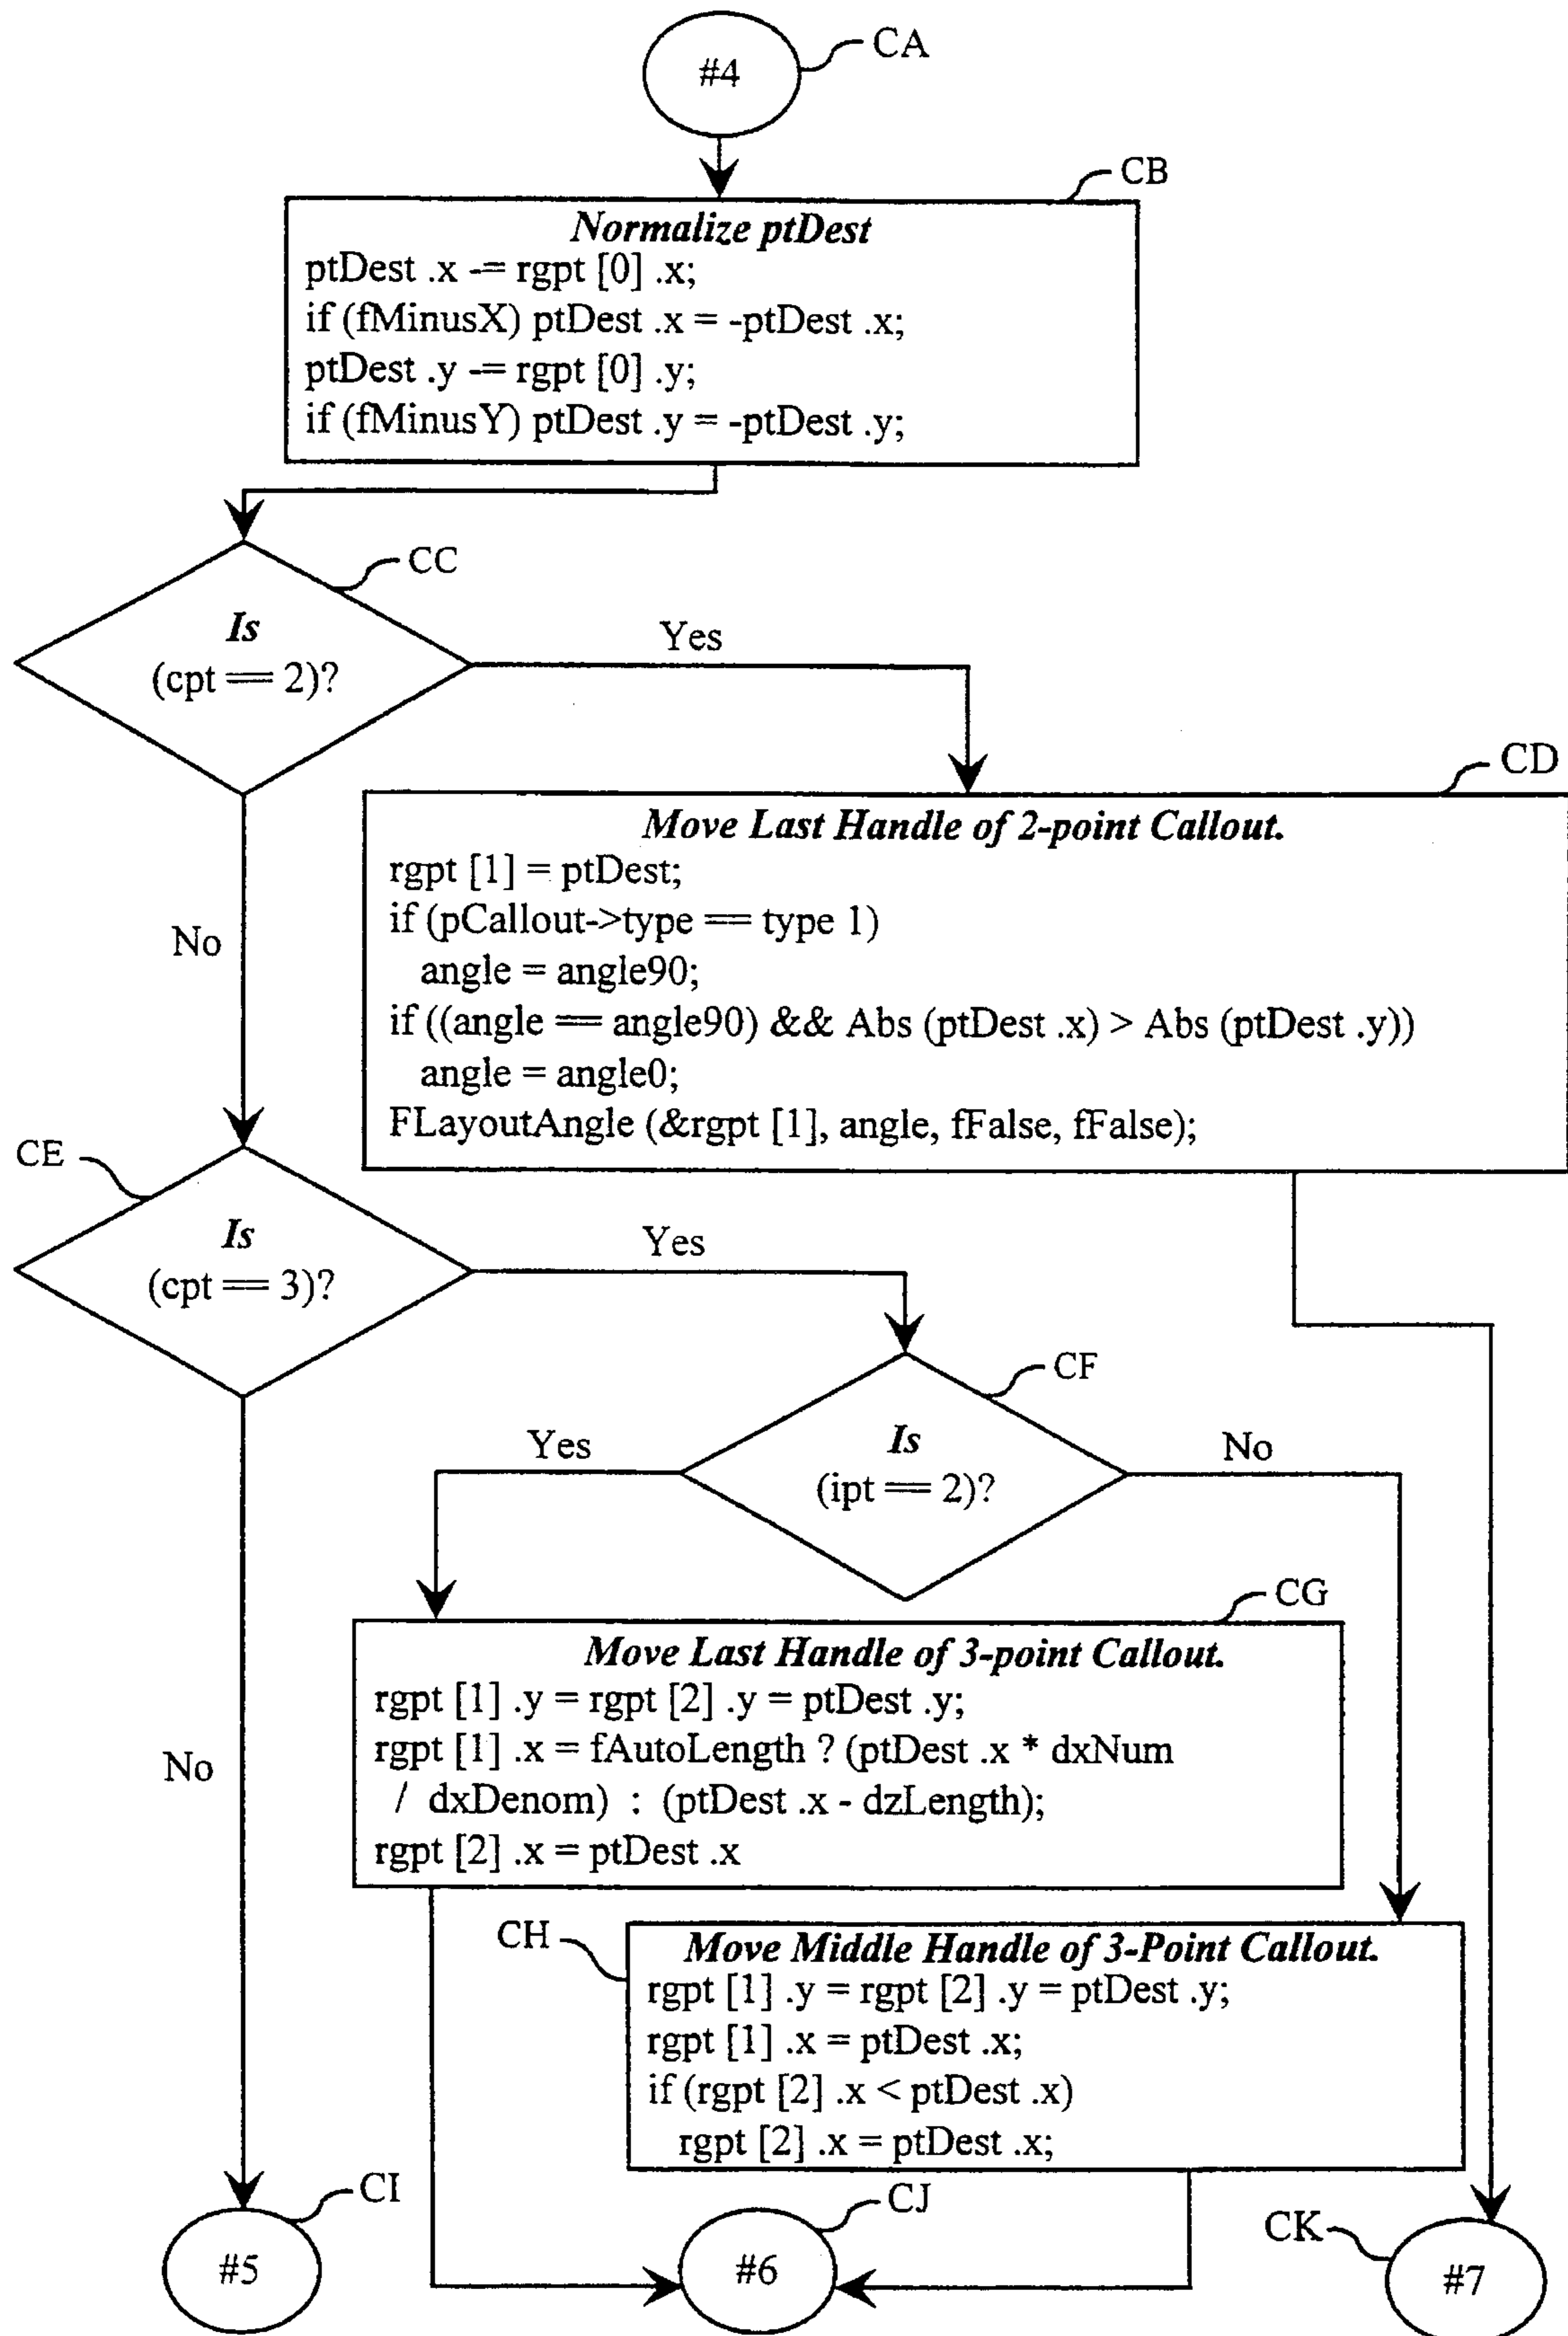 #4
CA
CB
Normalize ptDest
ptDest .x -= rgpt [0] .x;
if (fMinusX) ptDest .x = -ptDest .x;
ptDest .y -= rgpt [0] .y;
if (fMinusY) ptDest .y = -ptDest .y;
CC
Is
(cpt == 2)?
Yes
No
CD
Move Last Handle of 2-point Callout.
rgpt [1] = ptDest;
if (pCallout->type == type 1)
angle = angle90;
if ((angle == angle90) && Abs (ptDest .x) > Abs (ptDest .y))
angle = angle0;
FLayoutAngle (&rgpt [1], angle, fFalse, fFalse);
CE
Is
(cpt == 3)?
Yes
No
CF
Is
(ipt == 2)?
Yes
No
CG
Move Last Handle of 3-point Callout.
rgpt [1] .y = rgpt [2] .y = ptDest .y;
rgpt [1] .x = fAutoLength ? (ptDest .x * dxNum
/ dxDenom) : (ptDest .x - dzLength);
rgpt [2] .x = ptDest .x
CH
Move Middle Handle of 3-Point Callout.
rgpt [1] .y = rgpt [2] .y = ptDest .y;
rgpt [1] .x = ptDest .x;
if (rgpt [2] .x < ptDest .x)
rgpt [2] .x = ptDest .x;
CI
#5
CJ
#6
CK
#7